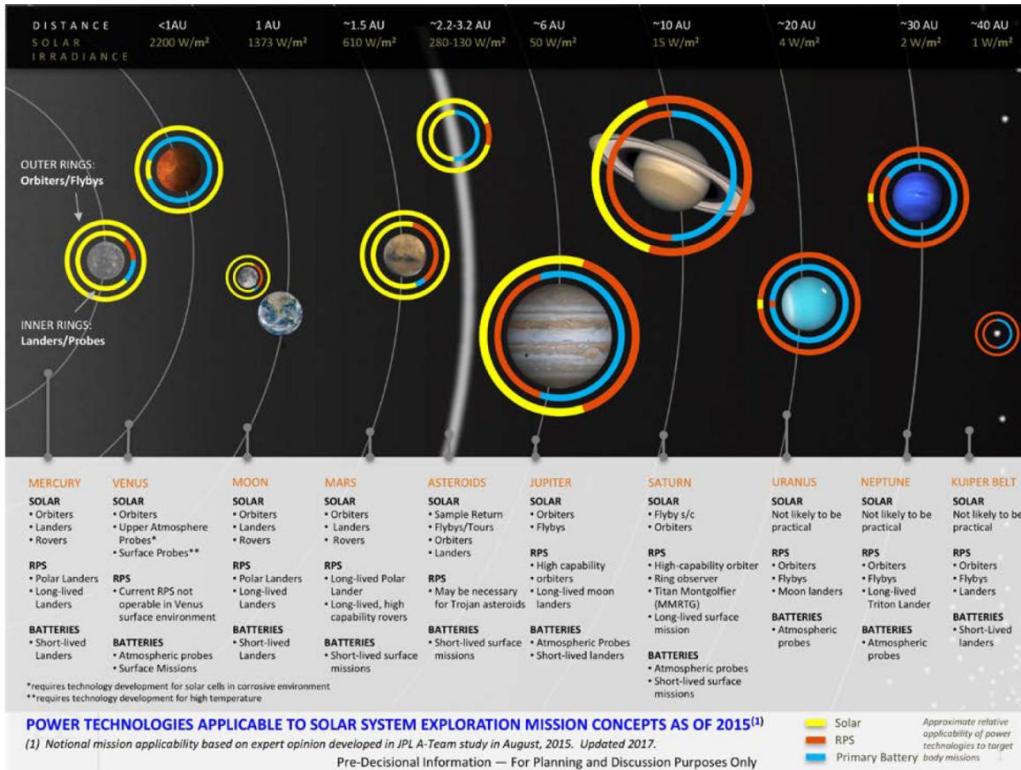 DISTANCE <1AU 1 AU ~1.5 AU ~2.2-3.2 AU ~6 AU ~10 AU ~20 AU ~30 AU ~40 AU
SOLAR IRRADIANCE 2200 W/m² 1373 W/m² 610 W/m² 280-130 W/m² 50 W/m² 15 W/m² 4 W/m² 2 W/m² 1 W/m²
OUTER RINGS:
Orbiters/Flybys
INNER RINGS:
Landers/Probes
MERCURY
SOLAR
• Orbiters
• Landers
• Rovers
RPS
• Polar Landers
• Long-lived
Landers
BATTERIES
• Short-lived
Landers
VENUS
SOLAR
• Orbiters
• Upper Atmosphere
Probes*
• Surface Probes**
RPS
• Current RPS not
operable in Venus
surface environment
BATTERIES
• Atmospheric probes
• Surface Missions
MOON
SOLAR
• Orbiters
• Landers
• Rovers
RPS
• Polar Landers
• Long-lived
Landers
BATTERIES
• Short-lived
Landers
MARS
SOLAR
• Orbiters
• Landers
• Rovers
RPS
• Long-lived Polar
Lander
• Long-lived, high
capability rovers
BATTERIES
• Short-lived surface
missions
ASTEROIDS
SOLAR
• Sample Return
• Flybys/Tours
• Orbiters
• Landers
RPS
• May be necessary
for Trojan asteroids
BATTERIES
• Short-lived surface
missions
JUPITER
SOLAR
• Orbiters
• Flybys
RPS
• High capability
• orbiters
• Long-lived moon
landers
BATTERIES
• Atmospheric Probes
• Short-lived landers
SATURN
SOLAR
• Flyby s/c
• Orbiters
RPS
• High-capability orbiter
• Ring observer
• Titan Montgolfier
(MMRTG)
• Long-lived surface
mission
BATTERIES
• Atmospheric probes
• Short-lived surface
missions
URANUS
SOLAR
Not likely to be
practical
RPS
• Orbiters
• Flybys
• Moon landers
BATTERIES
• Atmospheric
probes
NEPTUNE
SOLAR
Not likely to be
practical
RPS
• Orbiters
• Flybys
• Long-lived
Triton Lander
BATTERIES
• Atmospheric
probes
KUIPER BELT
SOLAR
Not likely to be
practical
RPS
• Orbiters
• Flybys
• Landers
BATTERIES
• Short-Lived
landers
*requires technology development for solar cells in corrosive environment
**requires technology development for high temperature
POWER TECHNOLOGIES APPLICABLE TO SOLAR SYSTEM EXPLORATION MISSION CONCEPTS AS OF 2015(1)
(1) Notional mission applicability based on expert opinion developed in JPL A-Team study in August, 2015. Updated 2017.
Pre-Decisional Information — For Planning and Discussion Purposes Only
Solar
RPS
Primary Battery
Approximate relative
applicability of power
technologies to target
body missions